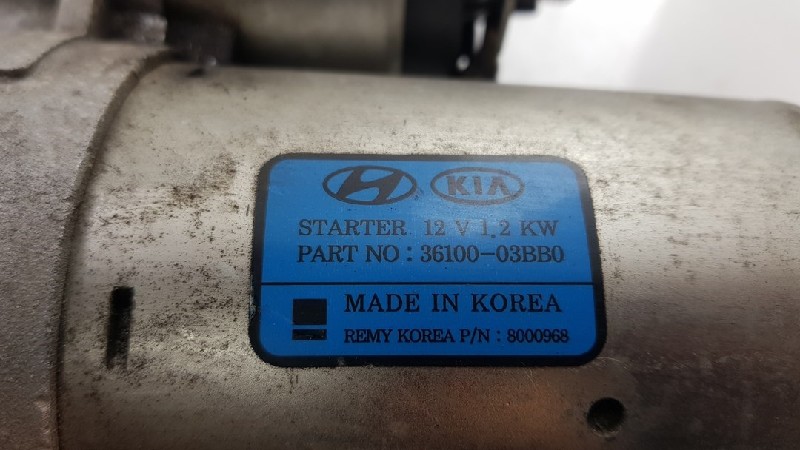 KIA
STARTER 12 V 1.2 KW
PART NO : 36100-03BB0
MADE IN KOREA
REMY KOREA P/N : 8000968